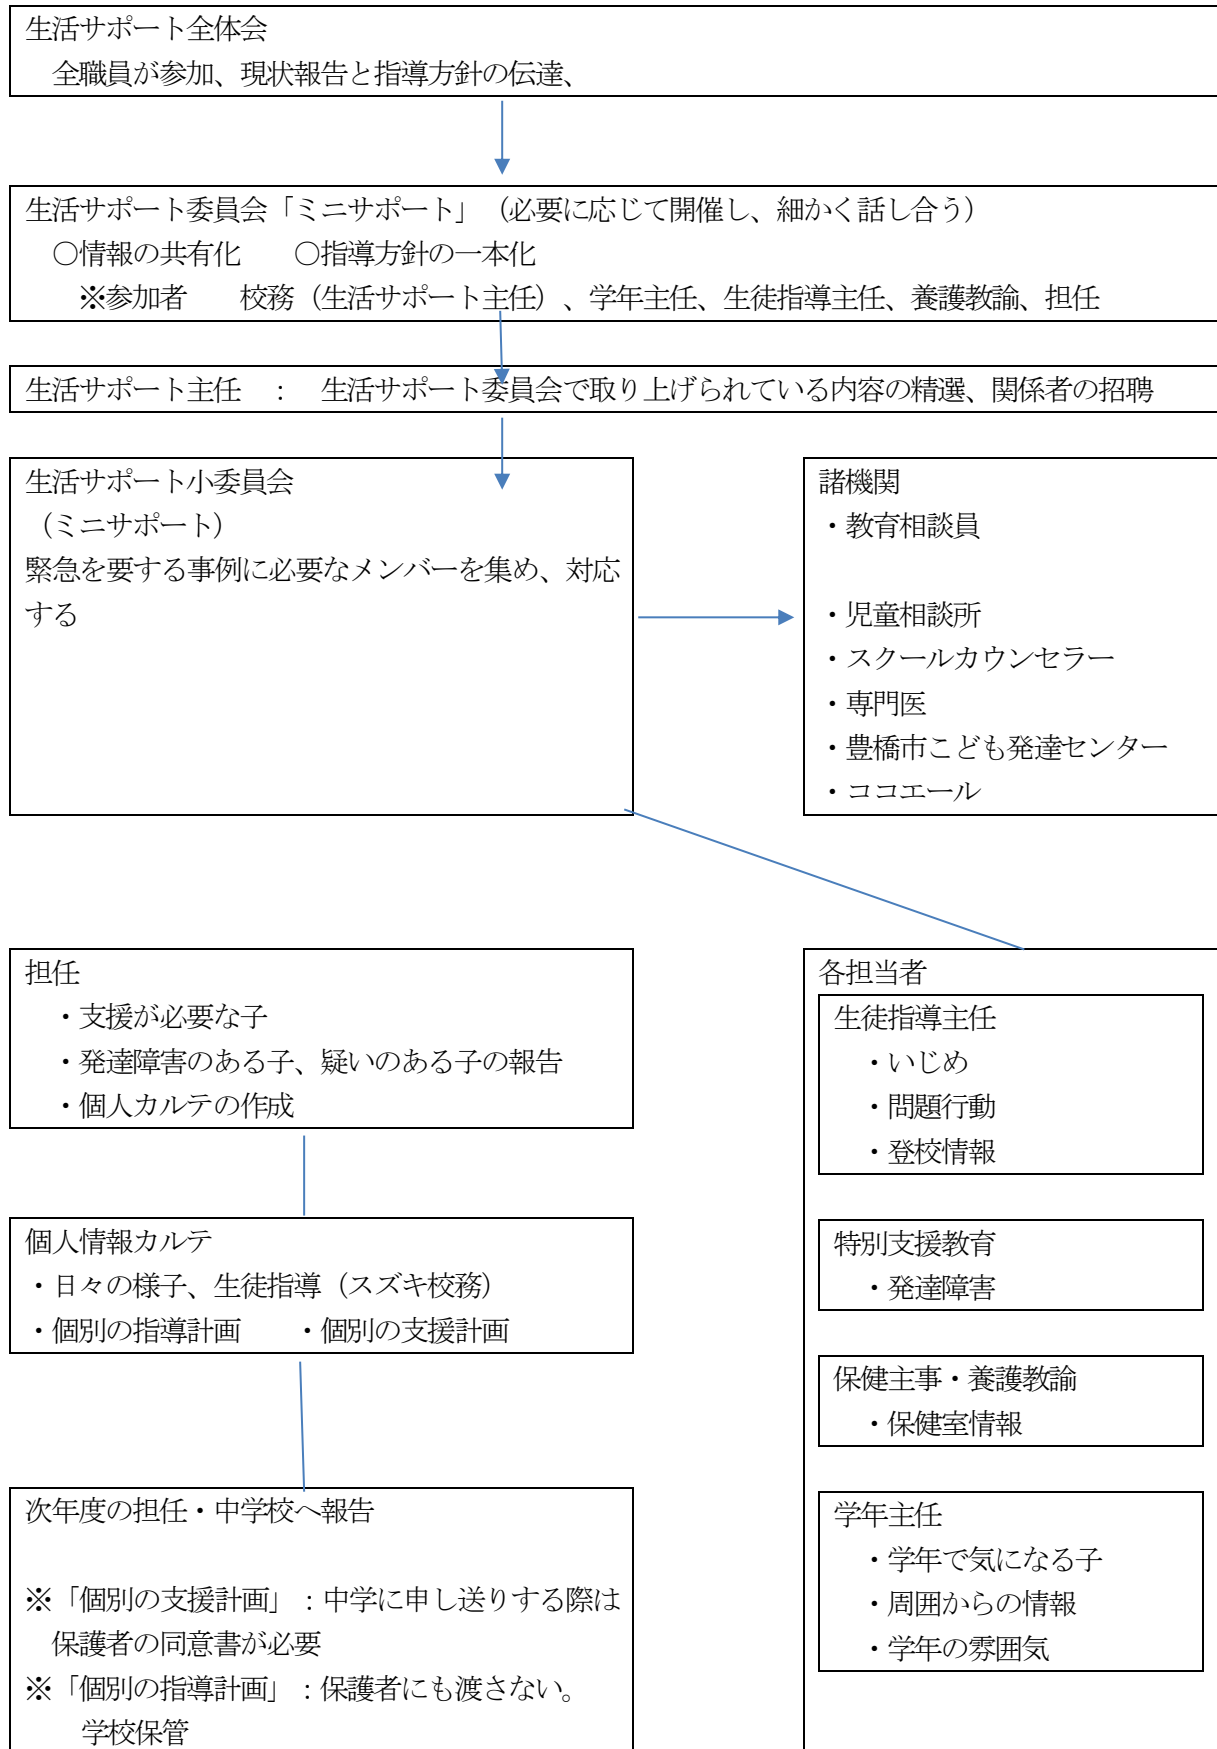 生活サポート全体会
全職員が参加、現状報告と指導方針の伝達、
生活サポート委員会「ミニサポート」（必要に応じて開催し、細かく話し合う）
○情報の共有化　　○指導方針の一本化
※参加者　　校務（生活サポート主任）、学年主任、生徒指導主任、養護教諭、担任
生活サポート主任　：　生活サポート委員会で取り上げられている内容の精選、関係者の招聘
生活サポート小委員会
（ミニサポート）
緊急を要する事例に必要なメンバーを集め、対応
する
諸機関
・教育相談員
・児童相談所
・スクールカウンセラー
・専門医
・豊橋市こども発達センター
・ココエール
担任
・支援が必要な子
・発達障害のある子、疑いのある子の報告
・個人カルテの作成
個人情報カルテ
・日々の様子、生徒指導（スズキ校務）
・個別の指導計画　　・個別の支援計画
次年度の担任・中学校へ報告
※「個別の支援計画」：中学に申し送りする際は
保護者の同意書が必要
※「個別の指導計画」：保護者にも渡さない。
学校保管
各担当者
生徒指導主任
・いじめ
・問題行動
・登校情報
特別支援教育
・発達障害
保健主事・養護教諭
・保健室情報
学年主任
・学年で気になる子
・周囲からの情報
・学年の雰囲気